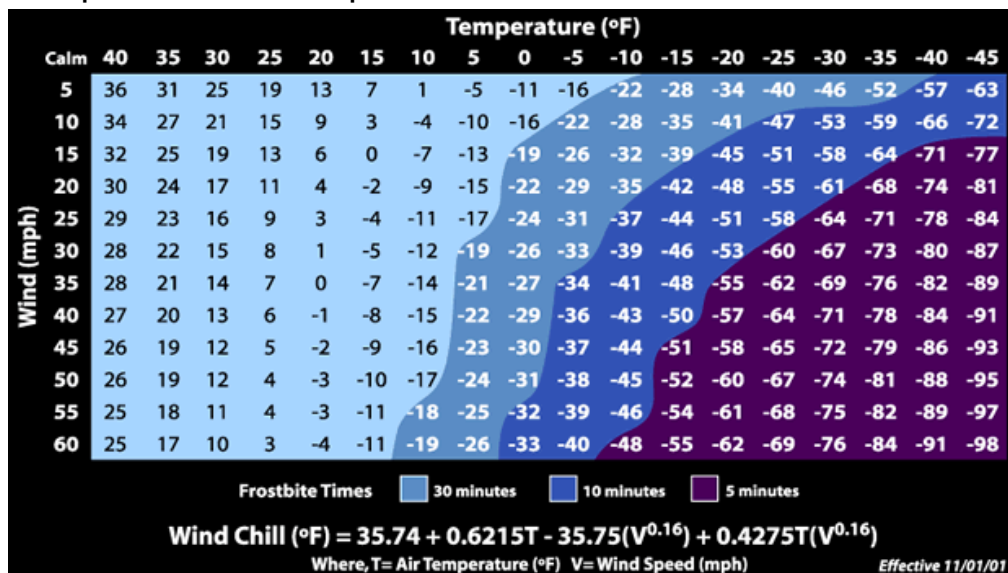 Temperature (ºF)
Calm 40 35 30 25 20 15 10 5 0 -5 -10 -15 -20 -25 -30 -35 -40 -45
5 36 31 25 19 13 7 1 -5 -11 -16 -22 -28 -34 -40 -46 -52 -57 -63
10 34 27 21 15 9 3 -4 -10 -16 -22 -28 -35 -41 -47 -53 -59 -66 -72
15 32 25 19 13 6 0 -7 -13 -19 -26 -32 -39 -45 -51 -58 -64 -71 -77
20 30 24 17 11 4 -2 -9 -15 -22 -29 -35 -42 -48 -55 -61 -68 -74 -81
25 29 23 16 9 3 -4 -11 -17 -24 -31 -37 -44 -51 -58 -64 -71 -78 -84
30 28 22 15 8 1 -5 -12 -19 -26 -33 -39 -46 -53 -60 -67 -73 -80 -87
35 28 21 14 7 0 -7 -14 -21 -27 -34 -41 -48 -55 -62 -69 -76 -82 -89
40 27 20 13 6 -1 -8 -15 -22 -29 -36 -43 -50 -57 -64 -71 -78 -84 -91
45 26 19 12 5 -2 -9 -16 -23 -30 -37 -44 -51 -58 -65 -72 -79 -86 -93
50 26 19 12 4 -3 -10 -17 -24 -31 -38 -45 -52 -60 -67 -74 -81 -88 -95
55 25 18 11 4 -3 -11 -18 -25 -32 -39 -46 -54 -61 -68 -75 -82 -89 -97
60 25 17 10 3 -4 -11 -19 -26 -33 -40 -48 -55 -62 -69 -76 -84 -91 -98
Wind (mph)
Frostbite Times 30 minutes 10 minutes 5 minutes
Wind Chill (ºF) = 35.74 + 0.6215T - 35.75(V^0.16) + 0.4275T(V^0.16)
Where, T= Air Temperature (ºF) V= Wind Speed (mph)
Effective 11/01/01